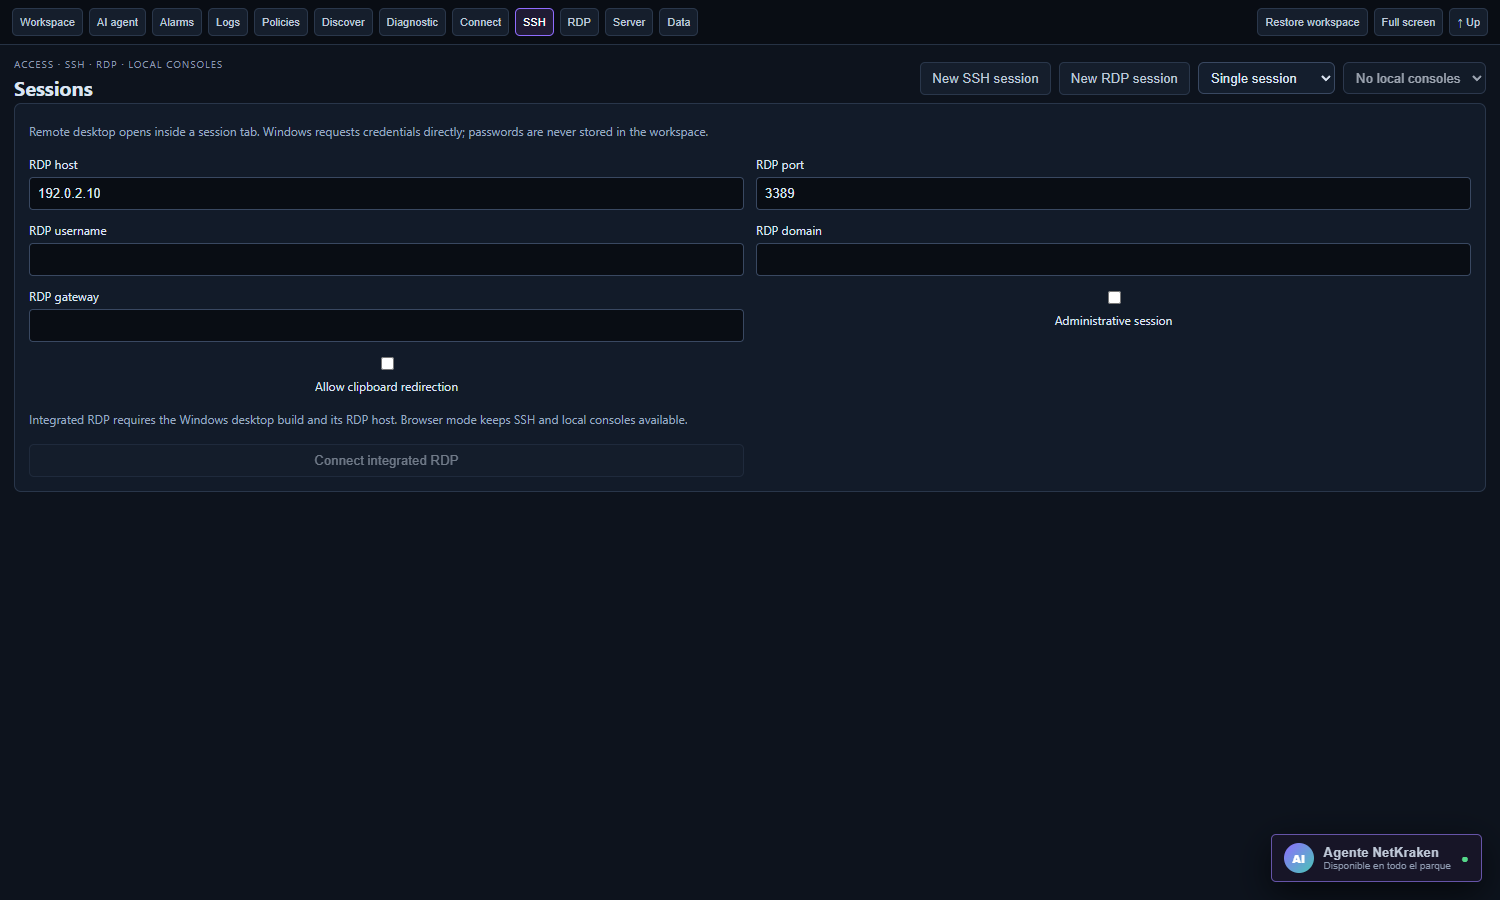 Workspace AI agent Alarms Logs Policies Discover Diagnostic Connect SSH RDP Server Data Restore workspace Full screen ↑ Up
ACCESS · SSH · RDP · LOCAL CONSOLES
Sessions New SSH session New RDP session Single session No local consoles
Remote desktop opens inside a session tab. Windows requests credentials directly; passwords are never stored in the workspace.
RDP host RDP port
192.0.2.10 3389
RDP username RDP domain
RDP gateway
Administrative session
Allow clipboard redirection
Integrated RDP requires the Windows desktop build and its RDP host. Browser mode keeps SSH and local consoles available.
Connect integrated RDP
AI Agente NetKraken
Disponible en todo el parque